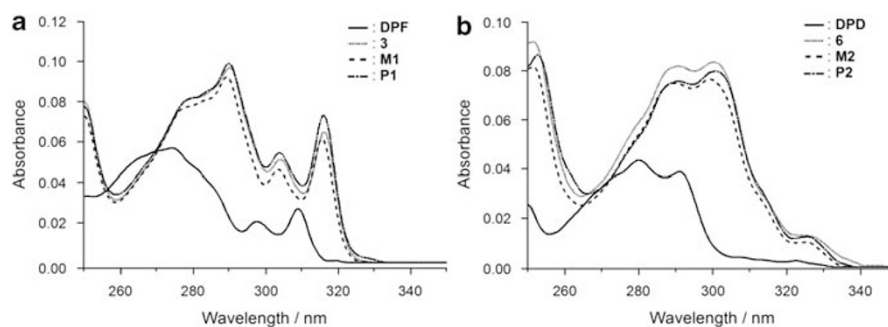 a
: DPF
: 3
: M1
: P1
0.12
0.10
0.08
0.06
0.04
0.02
0.00
Absorbance
260 280 300 320 340
Wavelength / nm
b
: DPD
: 6
: M2
: P2
0.10
0.08
0.06
0.04
0.02
0.00
Absorbance
260 280 300 320 340
Wavelength / nm